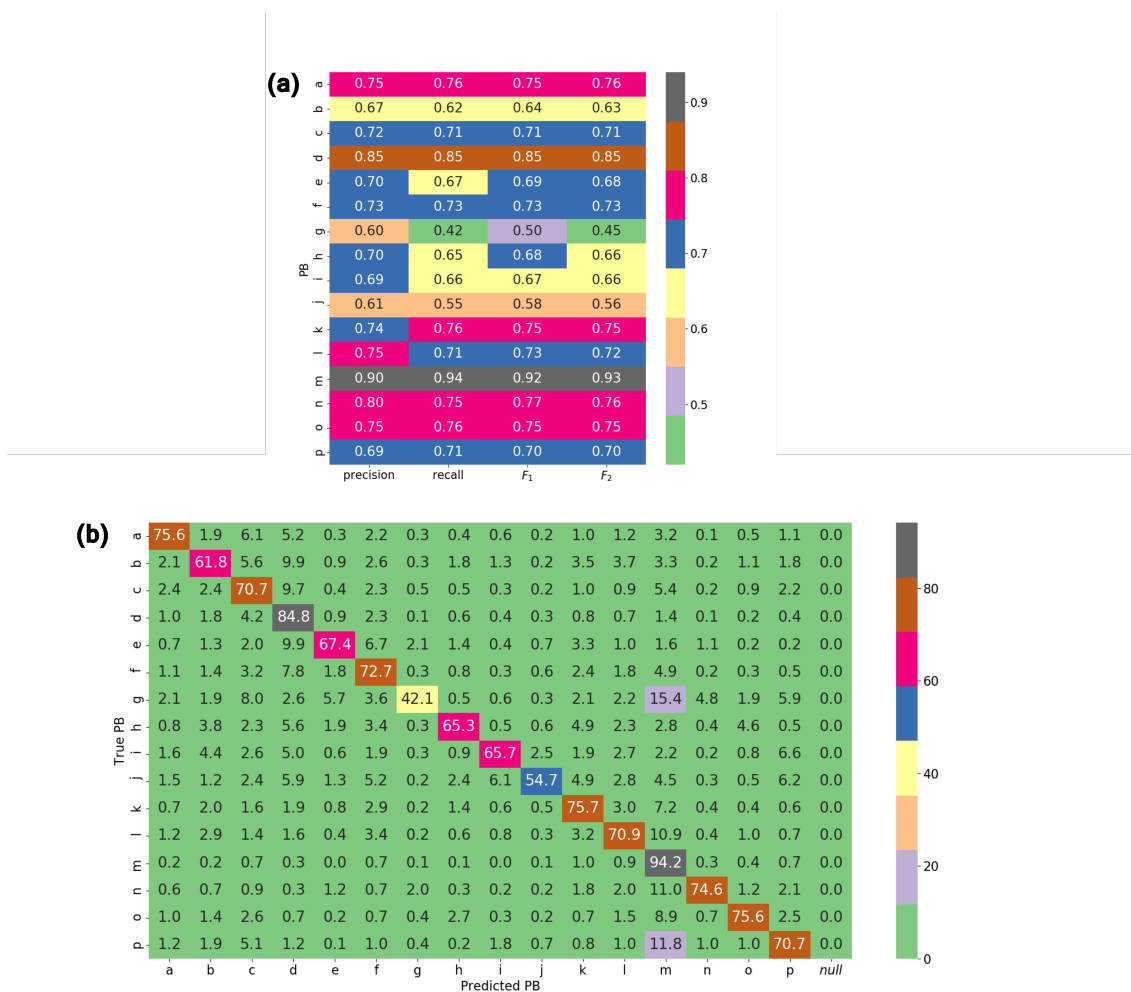 (a)
PB
a 0.75 0.76 0.75 0.76
b 0.67 0.62 0.64 0.63
c 0.72 0.71 0.71 0.71
d 0.85 0.85 0.85 0.85
e 0.70 0.67 0.69 0.68
f 0.73 0.73 0.73 0.73
g 0.60 0.42 0.50 0.45
h 0.70 0.65 0.68 0.66
i 0.69 0.66 0.67 0.66
j 0.61 0.55 0.58 0.56
k 0.74 0.76 0.75 0.75
l 0.75 0.71 0.73 0.72
m 0.90 0.94 0.92 0.93
n 0.80 0.75 0.77 0.76
o 0.75 0.76 0.75 0.75
p 0.69 0.71 0.70 0.70
precision recall F1 F2
0.9
0.8
0.7
0.6
0.5
(b)
True PB
a 75.6 1.9 6.1 5.2 0.3 2.2 0.3 0.4 0.6 0.2 1.0 1.2 3.2 0.1 0.5 1.1 0.0
b 2.1 61.8 5.6 9.9 0.9 2.6 0.3 1.8 1.3 0.2 3.5 3.7 3.3 0.2 1.1 1.8 0.0
c 2.4 2.4 70.7 9.7 0.4 2.3 0.5 0.5 0.3 0.2 1.0 0.9 5.4 0.2 0.9 2.2 0.0
d 1.0 1.8 4.2 84.8 0.9 2.3 0.1 0.6 0.4 0.3 0.8 0.7 1.4 0.1 0.2 0.4 0.0
e 0.7 1.3 2.0 9.9 67.4 6.7 2.1 1.4 0.4 0.7 3.3 1.0 1.6 1.1 0.2 0.2 0.0
f 1.1 1.4 3.2 7.8 1.8 72.7 0.3 0.8 0.3 0.6 2.4 1.8 4.9 0.2 0.3 0.5 0.0
g 2.1 1.9 8.0 2.6 5.7 3.6 42.1 0.5 0.6 0.3 2.1 2.2 15.4 4.8 1.9 5.9 0.0
h 0.8 3.8 2.3 5.6 1.9 3.4 0.3 65.3 0.5 0.6 4.9 2.3 2.8 0.4 4.6 0.5 0.0
i 1.6 4.4 2.6 5.0 0.6 1.9 0.3 0.9 65.7 2.5 1.9 2.7 2.2 0.2 0.8 6.6 0.0
j 1.5 1.2 2.4 5.9 1.3 5.2 0.2 2.4 6.1 54.7 4.9 2.8 4.5 0.3 0.5 6.2 0.0
k 0.7 2.0 1.6 1.9 0.8 2.9 0.2 1.4 0.6 0.5 75.7 3.0 7.2 0.4 0.4 0.6 0.0
l 1.2 2.9 1.4 1.6 0.4 3.4 0.2 0.6 0.8 0.3 3.2 70.9 10.9 0.4 1.0 0.7 0.0
m 0.2 0.2 0.7 0.3 0.0 0.7 0.1 0.1 0.0 0.1 1.0 0.9 94.2 0.3 0.4 0.7 0.0
n 0.6 0.7 0.9 0.3 1.2 0.7 2.0 0.3 0.2 0.2 1.8 2.0 11.0 74.6 1.2 2.1 0.0
o 1.0 1.4 2.6 0.7 0.2 0.7 0.4 2.7 0.3 0.2 0.7 1.5 8.9 0.7 75.6 2.5 0.0
p 1.2 1.9 5.1 1.2 0.1 1.0 0.4 0.2 1.8 0.7 0.8 1.0 11.8 1.0 1.0 70.7 0.0
a b c d e f g h i j k l m n o p null
Predicted PB
80
60
40
20
0